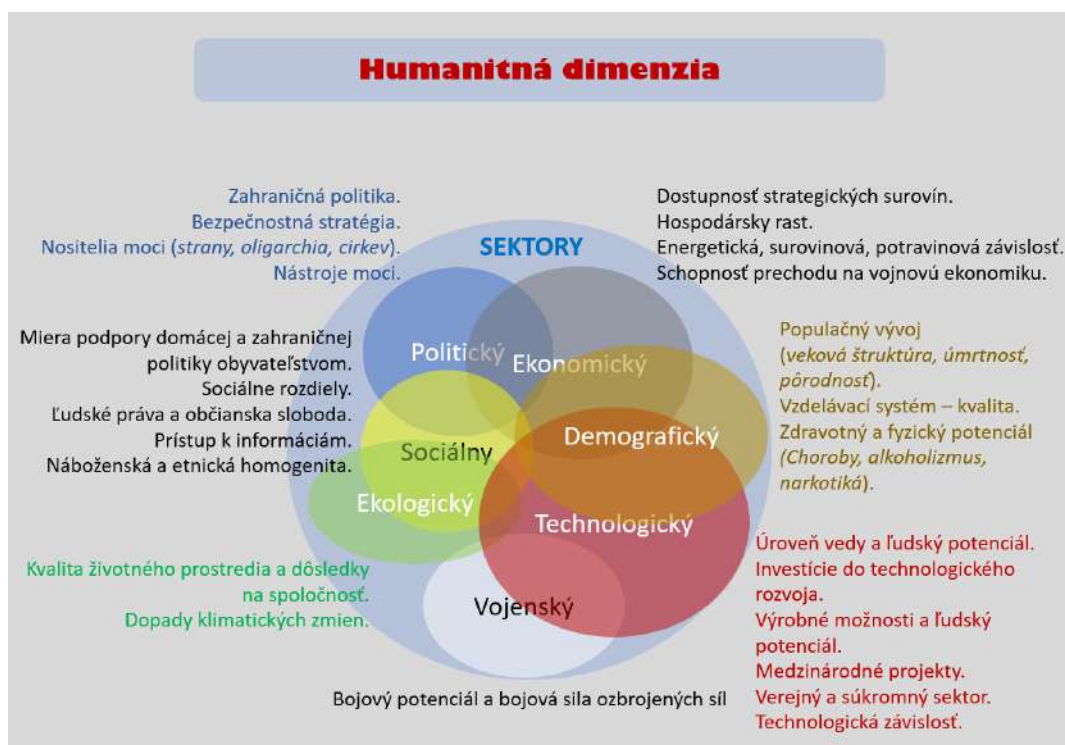 Humanitná dimenzia
Zahraničná politika.
Bezpečnostná stratégia.
Nositelia moci (strany, oligarchia, cirkev).
Nástroje moci.
Dostupnosť strategických surovín.
Hospodársky rast.
Energetická, surovinová, potravinová závislosť.
Schopnosť prechodu na vojnovú ekonomiku.
SEKTORY
Politický
Ekonomický
Miera podpory domácej a zahraničnej
politiky obyvateľstvom.
Sociálne rozdiely.
Ľudské práva a občianska sloboda.
Prístup k informáciám.
Náboženská a etnická homogenita.
Populačný vývoj
(veková štruktúra, úmrtnosť,
pôrodnosť).
Vzdelávací systém – kvalita.
Zdravotný a fyzický potenciál
(Choroby, alkoholizmus,
narkotiká).
Sociálny
Demografický
Ekologický
Technologický
Vojenský
Kvalita životného prostredia a dôsledky
na spoločnosť.
Dopady klimatických zmien.
Úroveň vedy a ľudský potenciál.
Investície do technologického
rozvoja.
Výrobné možnosti a ľudský
potenciál.
Medzinárodné projekty.
Verejný a súkromný sektor.
Technologická závislosť.
Bojový potenciál a bojová sila ozbrojených síl